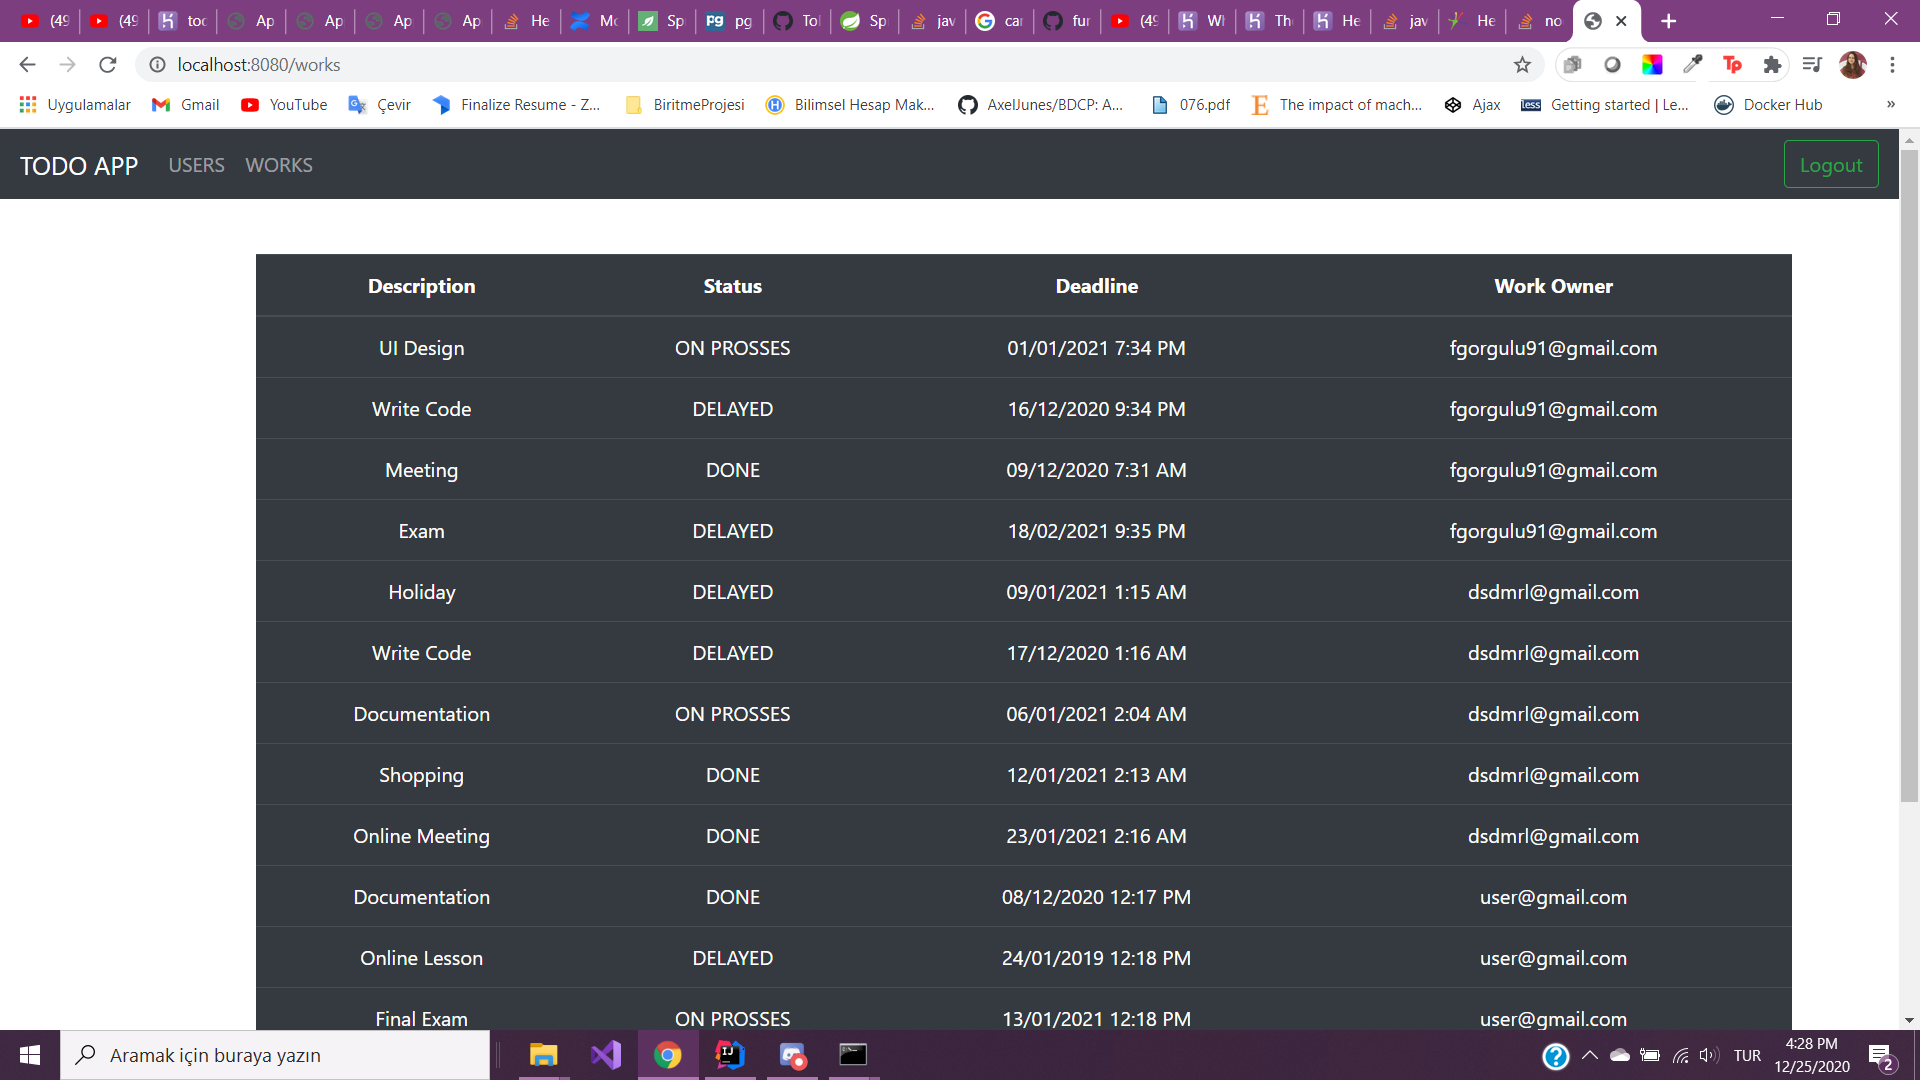 (49 (49 toc Ap Ap Ap Ap He Mc Sp pg Tol Sp jav car fur (49 Wh Th He jav He no
localhost:8080/works
Uygulamalar Gmail YouTube Çevir Finalize Resume - Z... BiritmeProjesi Bilimsel Hesap Mak... AxelJunes/BDCP: A... 076.pdf The impact of mach... Ajax Getting started | Le... Docker Hub »
TODO APP USERS WORKS Logout
Description Status Deadline Work Owner
UI Design ON PROSSES 01/01/2021 7:34 PM fgorgulu91@gmail.com
Write Code DELAYED 16/12/2020 9:34 PM fgorgulu91@gmail.com
Meeting DONE 09/12/2020 7:31 AM fgorgulu91@gmail.com
Exam DELAYED 18/02/2021 9:35 PM fgorgulu91@gmail.com
Holiday DELAYED 09/01/2021 1:15 AM dsdmrl@gmail.com
Write Code DELAYED 17/12/2020 1:16 AM dsdmrl@gmail.com
Documentation ON PROSSES 06/01/2021 2:04 AM dsdmrl@gmail.com
Shopping DONE 12/01/2021 2:13 AM dsdmrl@gmail.com
Online Meeting DONE 23/01/2021 2:16 AM dsdmrl@gmail.com
Documentation DONE 08/12/2020 12:17 PM user@gmail.com
Online Lesson DELAYED 24/01/2019 12:18 PM user@gmail.com
Final Exam ON PROSSES 13/01/2021 12:18 PM user@gmail.com
Aramak için buraya yazın TUR 4:28 PM
12/25/2020 2